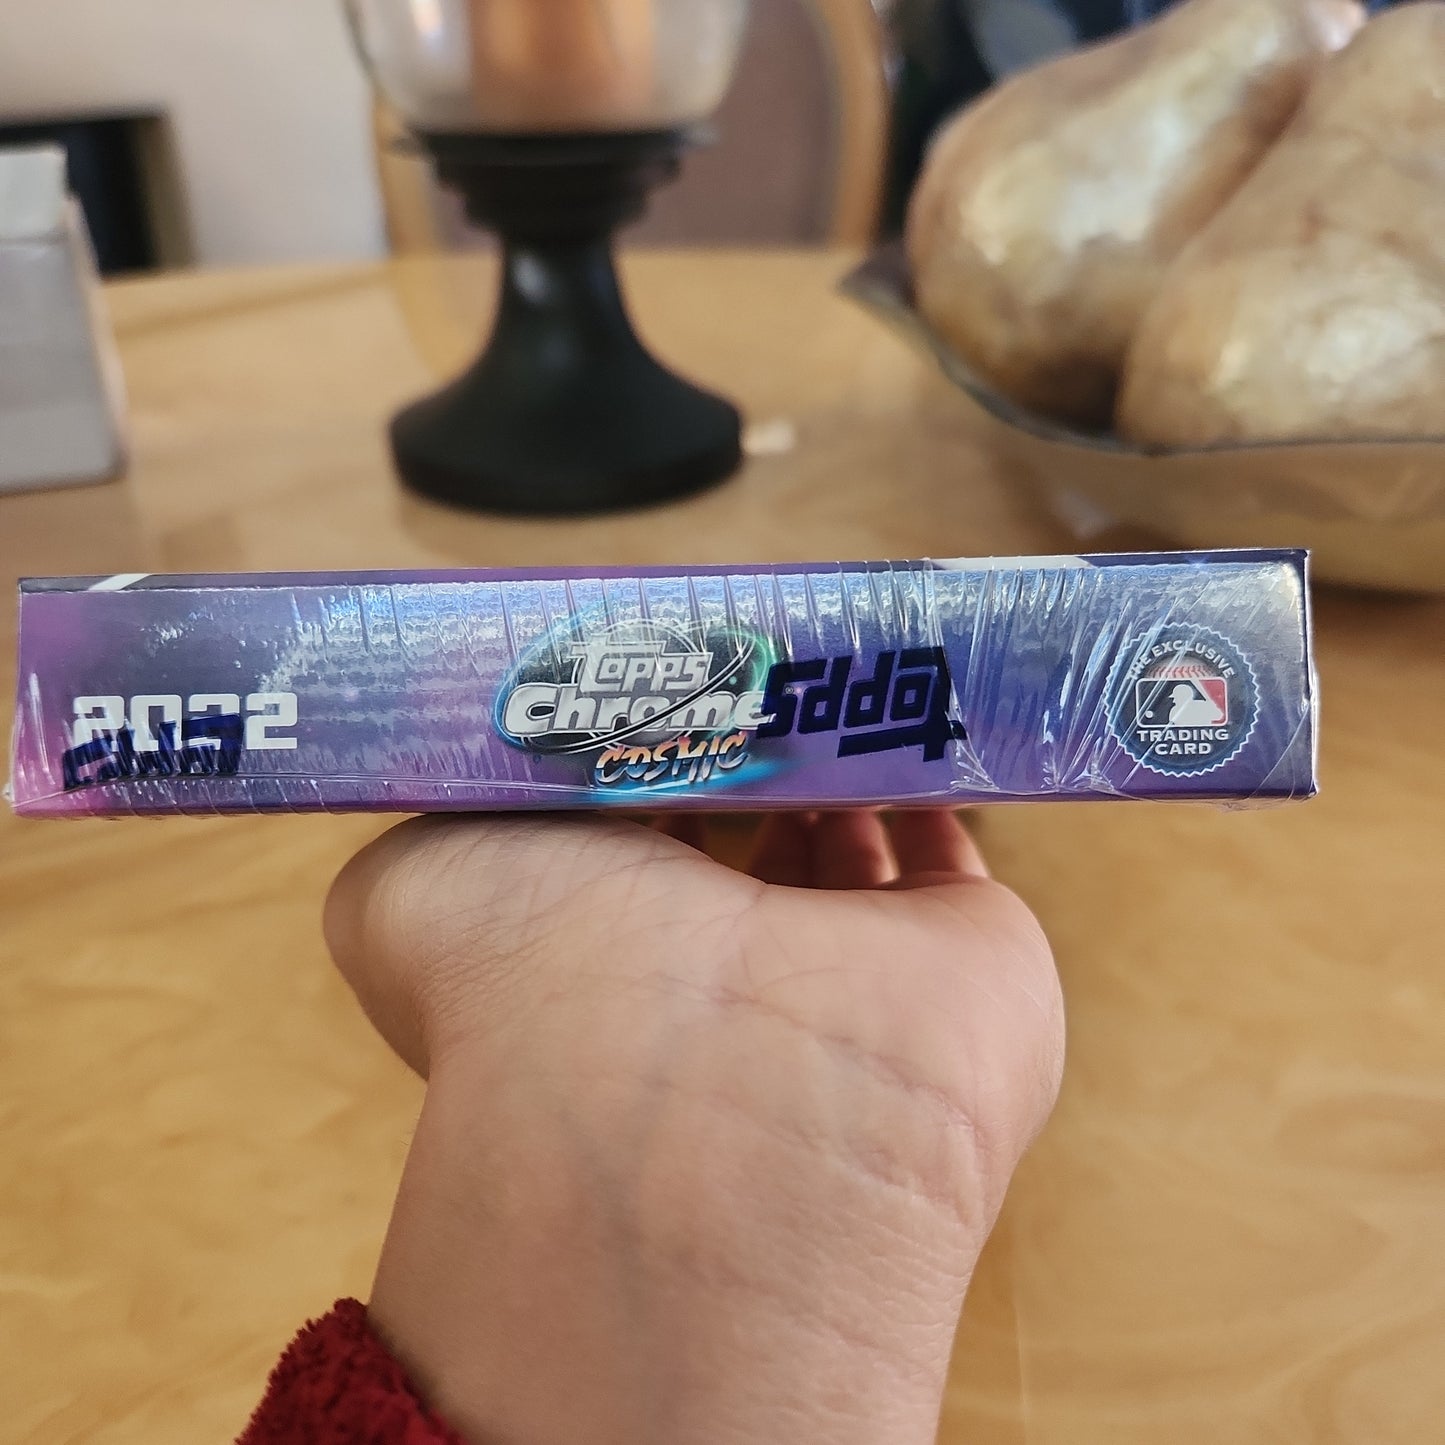 2022
Topps
Chrome
COSMIC
Topps
THE EXCLUSIVE
TRADING
CARD